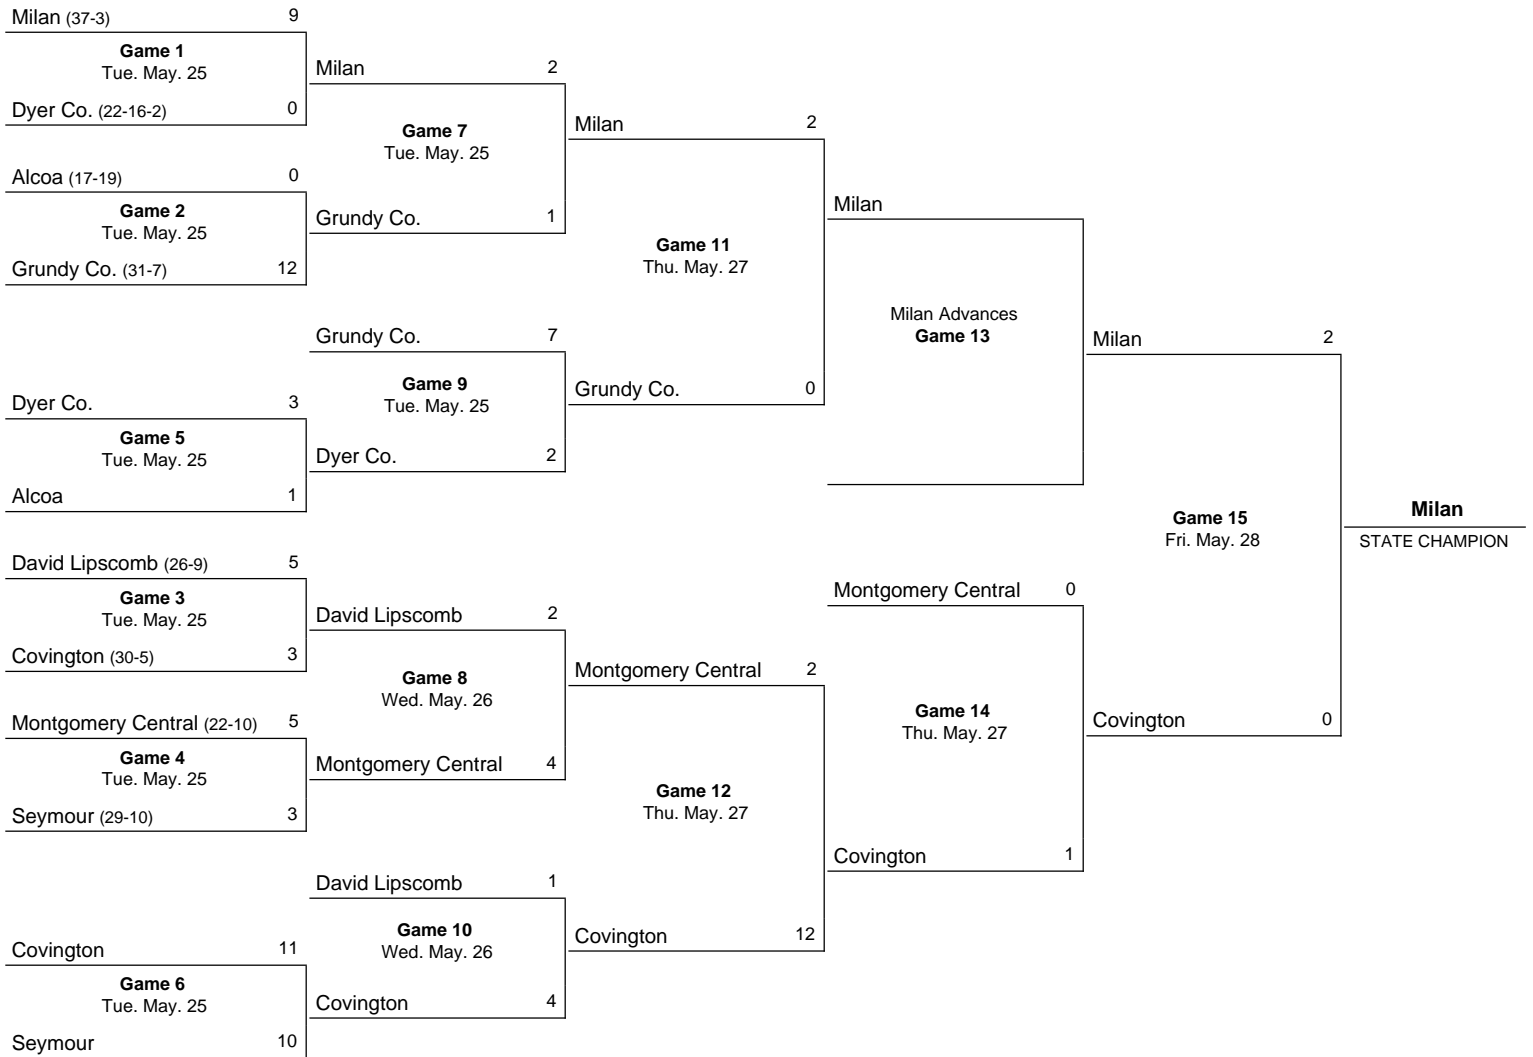 Milan (37-3) 9
Game 1
Tue. May. 25
Dyer Co. (22-16-2) 0
Alcoa (17-19) 0
Game 2
Tue. May. 25
Grundy Co. (31-7) 12
Dyer Co. 3
Game 5
Tue. May. 25
Alcoa 1
David Lipscomb (26-9) 5
Game 3
Tue. May. 25
Covington (30-5) 3
Montgomery Central (22-10) 5
Game 4
Tue. May. 25
Seymour (29-10) 3
Covington 11
Game 6
Tue. May. 25
Seymour 10
Milan 2
Game 7
Tue. May. 25
Grundy Co. 1
Grundy Co. 7
Game 9
Tue. May. 25
Dyer Co. 2
David Lipscomb 2
Game 8
Wed. May. 26
Montgomery Central 4
David Lipscomb 1
Game 10
Wed. May. 26
Covington 4
Milan 2
Game 11
Thu. May. 27
Grundy Co. 0
Montgomery Central 2
Game 12
Thu. May. 27
Covington 12
Milan
Milan Advances
Game 13
Montgomery Central 0
Game 14
Thu. May. 27
Covington 1
Milan 2
Game 15
Fri. May. 28
Covington 0
Milan
STATE CHAMPION